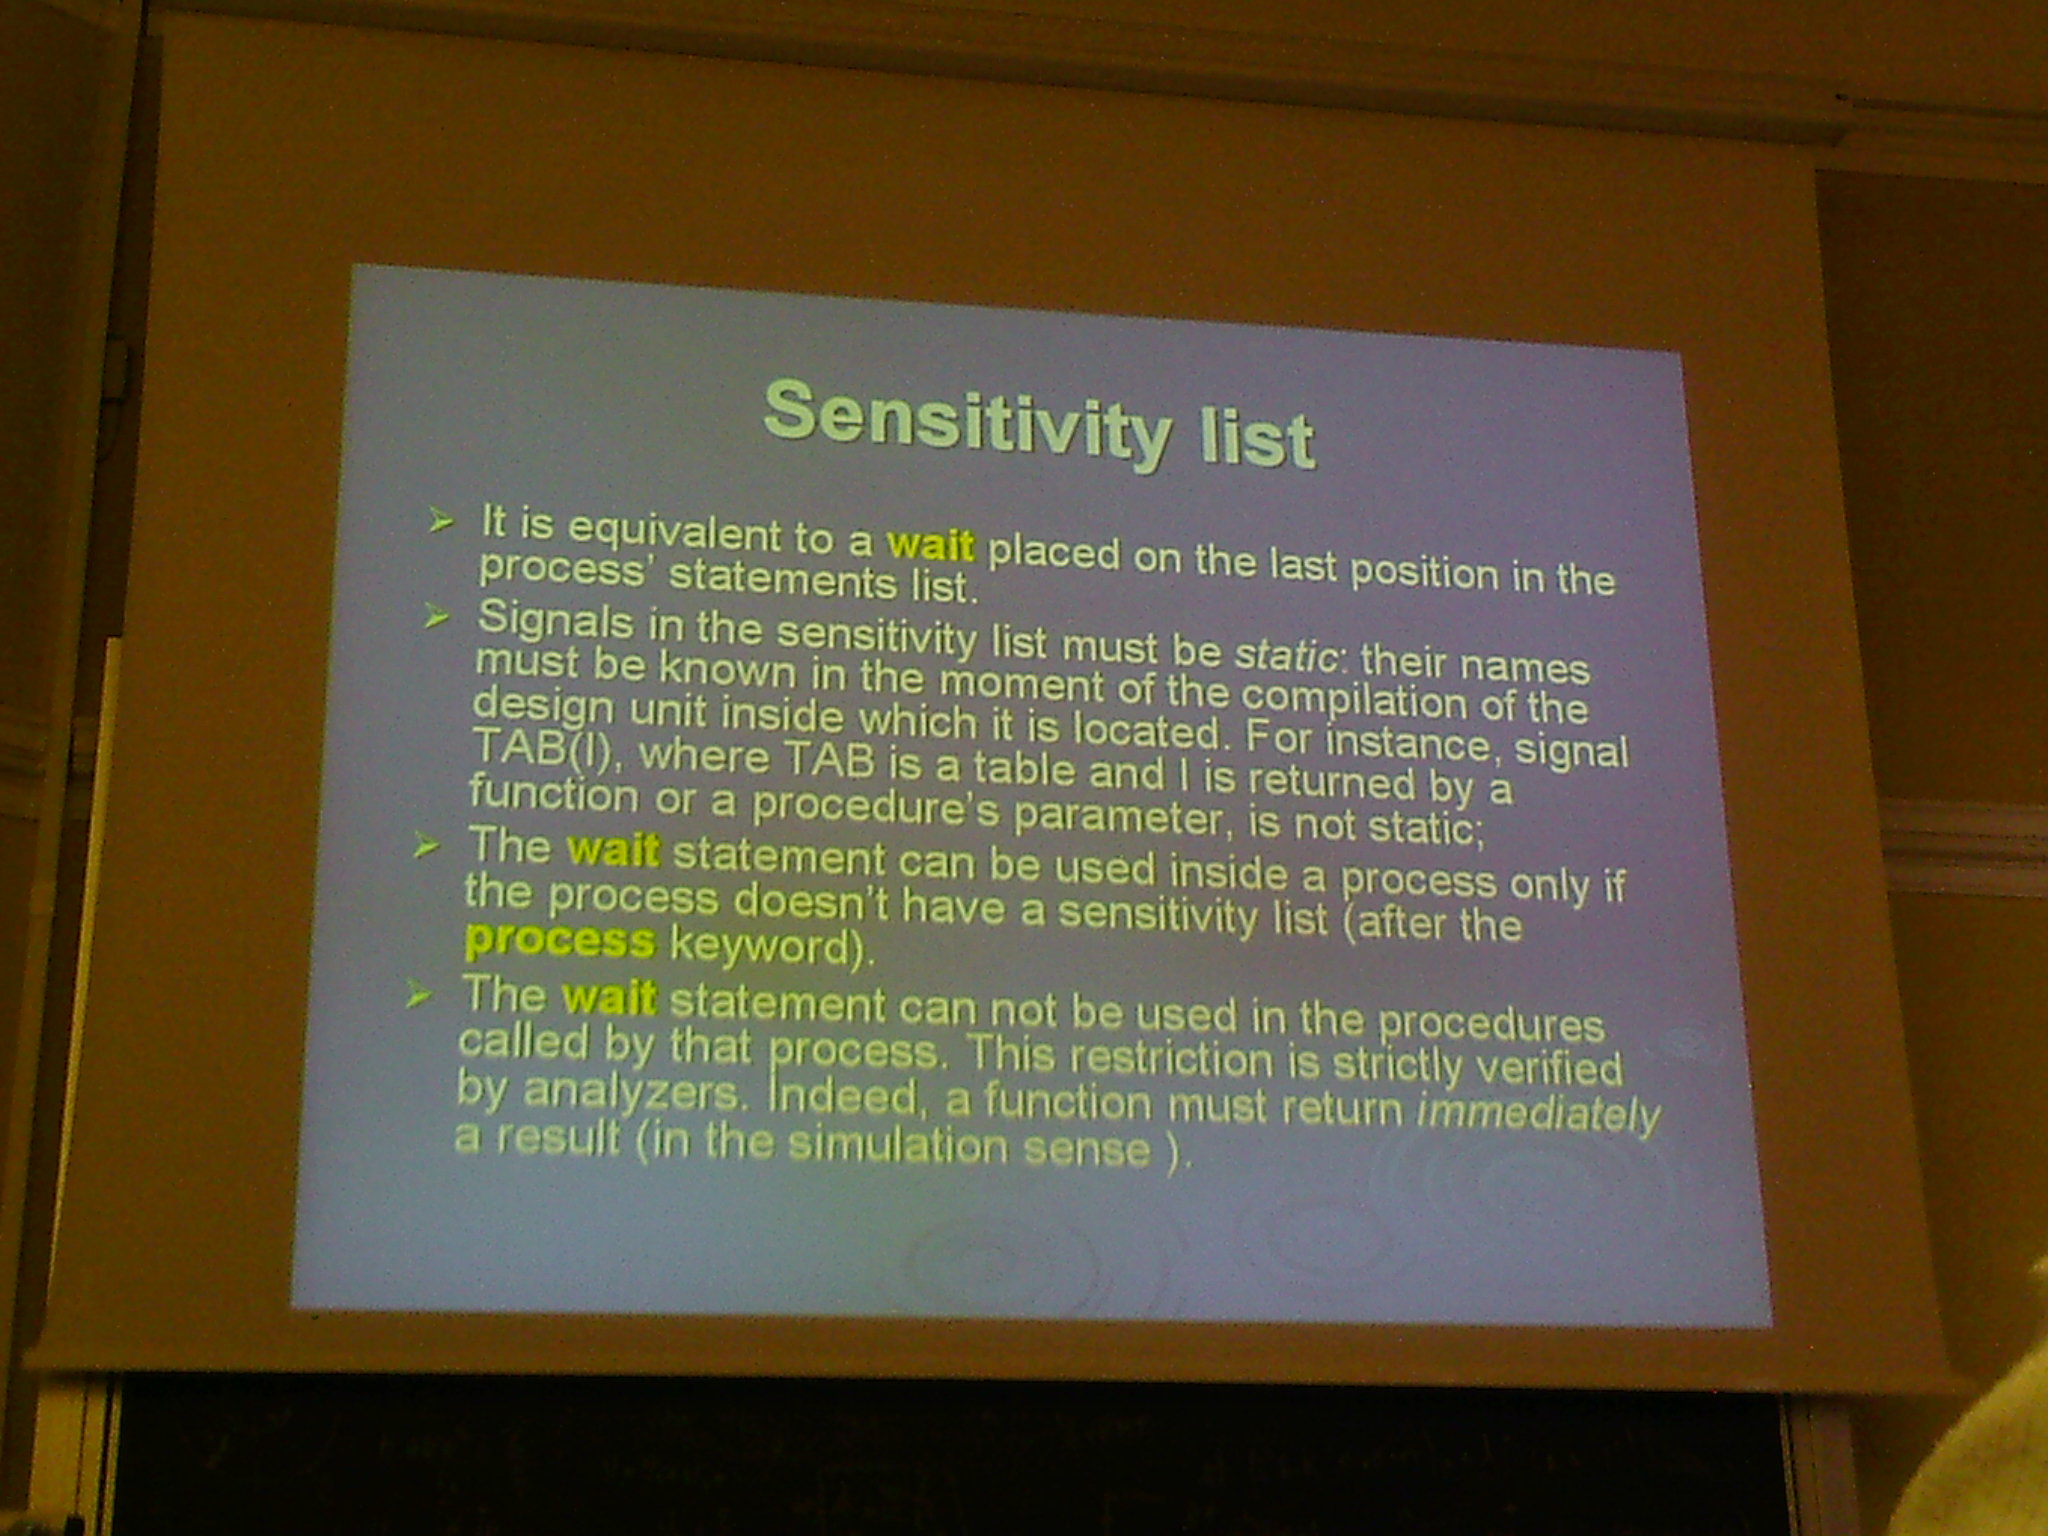 Sensitivity list
It is equivalent to a wait placed on the last position in the
process' statements list.
Signals in the sensitivity list must be static: their names
must be known in the moment of the compilation of the
design unit inside which it is located. For instance, signal
TAB(I), where TAB is a table and I is returned by a
function or a procedure's parameter, is not static;
The wait statement can be used inside a process only if
the process doesn't have a sensitivity list (after the
process keyword).
The wait statement can not be used in the procedures
called by that process. This restriction is strictly verified
by analyzers. Indeed, a function must return immediately
a result (in the simulation sense ).